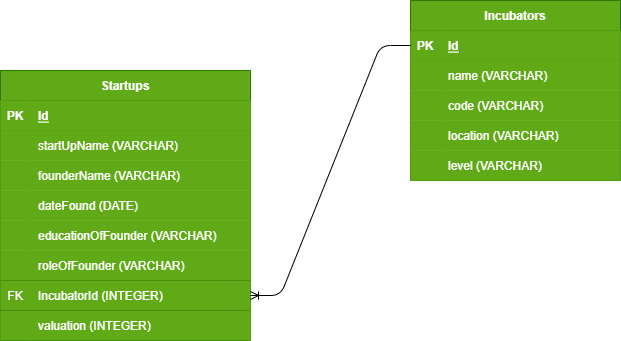 Startups
PK Id
startUpName (VARCHAR)
founderName (VARCHAR)
dateFound (DATE)
educationOfFounder (VARCHAR)
roleOfFounder (VARCHAR)
FK IncubatorId (INTEGER)
valuation (INTEGER)
Incubators
PK Id
name (VARCHAR)
code (VARCHAR)
location (VARCHAR)
level (VARCHAR)